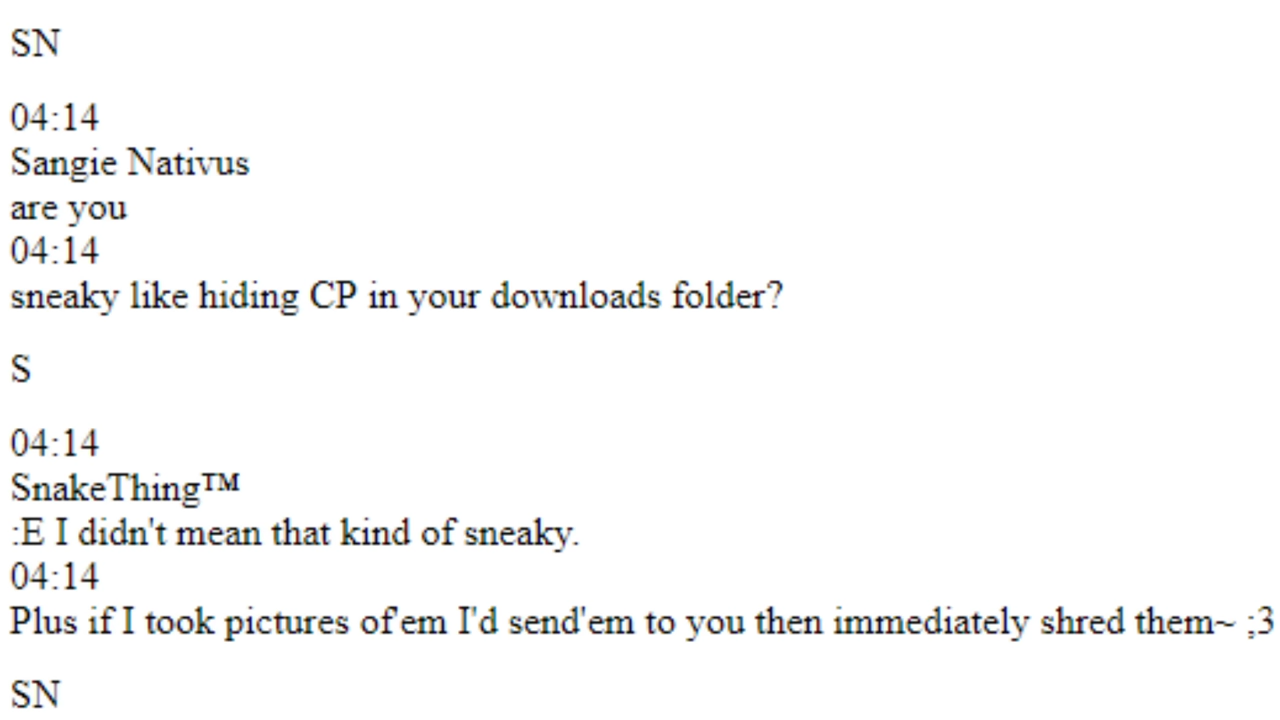 SN
04:14
Sangie Nativus
are you
04:14
sneaky like hiding CP in your downloads folder?
S
04:14
SnakeThing™
:E I didn't mean that kind of sneaky.
04:14
Plus if I took pictures of'em I'd send'em to you then immediately shred them~ ;3
SN